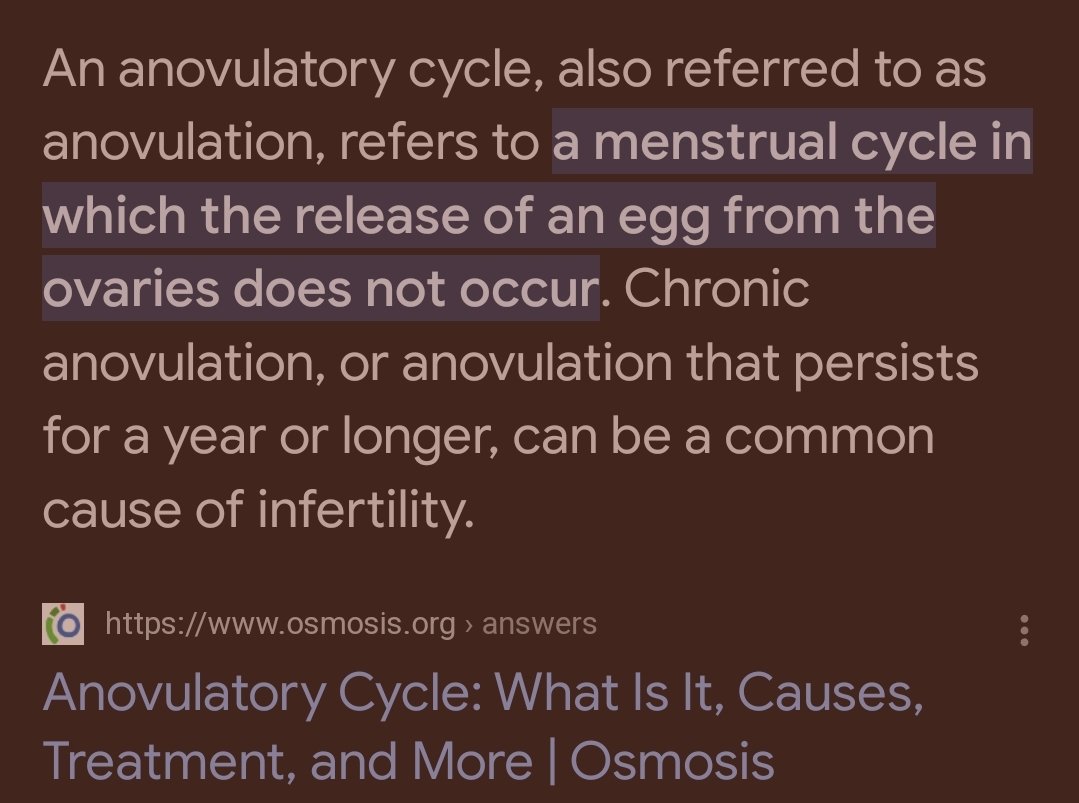 An anovulatory cycle, also referred to as
anovulation, refers to a menstrual cycle in
which the release of an egg from the
ovaries does not occur. Chronic
anovulation, or anovulation that persists
for a year or longer, can be a common
cause of infertility.
https://www.osmosis.org › answers
Anovulatory Cycle: What Is It, Causes,
Treatment, and More | Osmosis